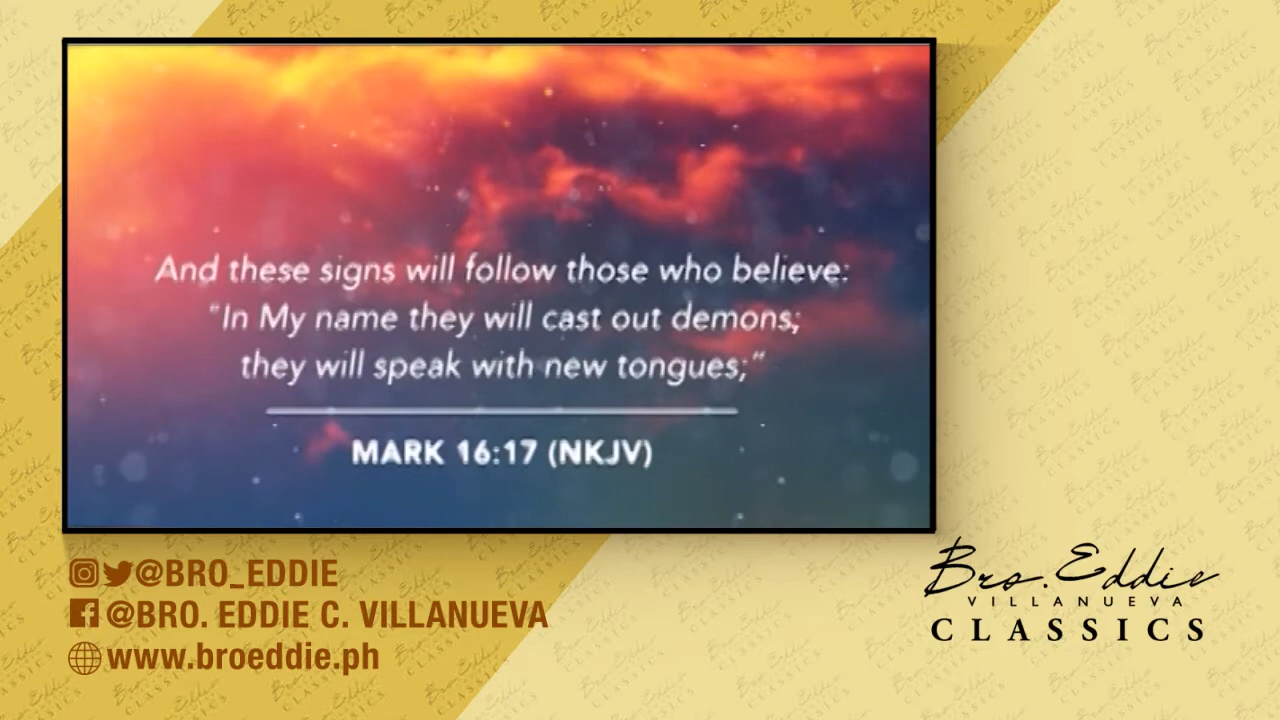 And these signs will follow those who believe:
“In My name they will cast out demons;
they will speak with new tongues;”
MARK 16:17 (NKJV)
@BRO_EDDIE
@BRO. EDDIE C. VILLANUEVA
www.broeddie.ph
Bro. Eddie
VILLANUEVA
CLASSICS